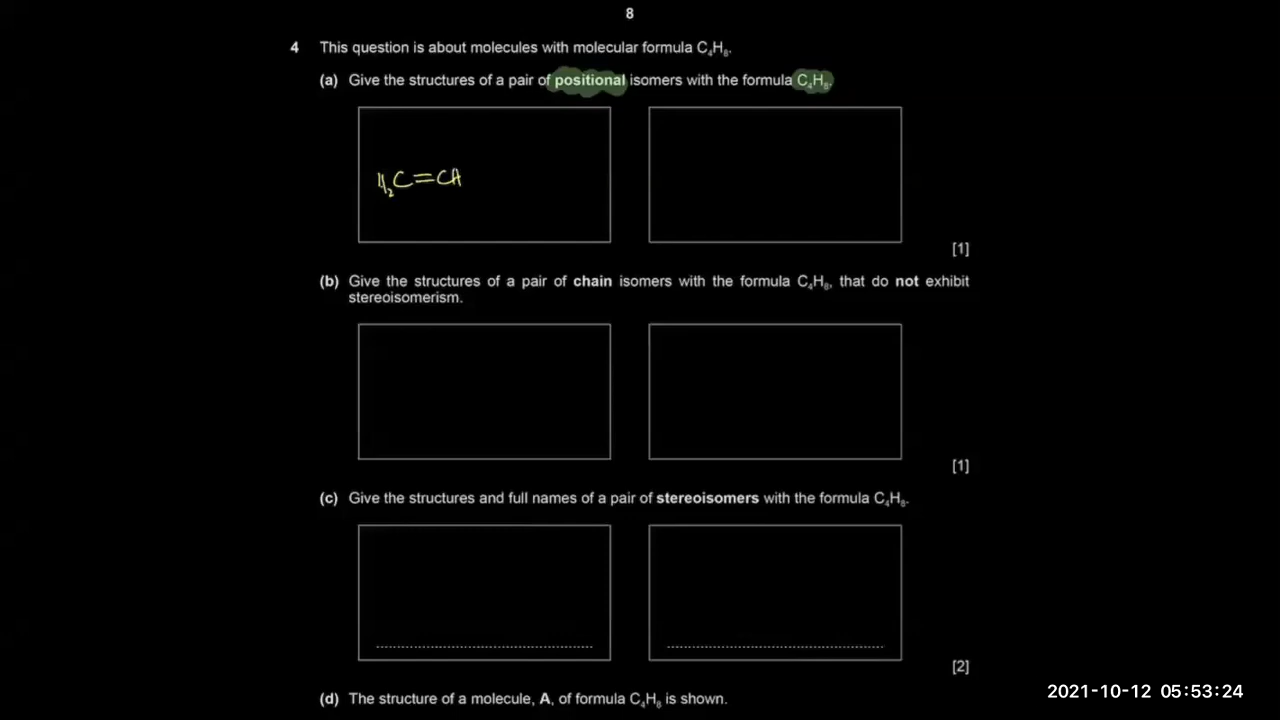 8
4 This question is about molecules with molecular formula C₄H₈.
(a) Give the structures of a pair of positional isomers with the formula C₄H₈.
H₂C=CH
[1]
(b) Give the structures of a pair of chain isomers with the formula C₄H₈, that do not exhibit
stereoisomerism.
[1]
(c) Give the structures and full names of a pair of stereoisomers with the formula C₄H₈.
[2]
(d) The structure of a molecule, A, of formula C₄H₈ is shown.
2021-10-12 05:53:24